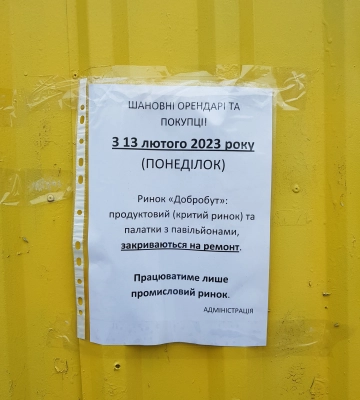 ШАНОВНІ ОРЕНДАРІ ТА
ПОКУПЦІ!
З 13 лютого 2023 року
(ПОНЕДІЛОК)
Ринок «Добробут»:
продуктовий (критий ринок) та
палатки з павільйонами,
закриваються на ремонт.
Працюватиме лише
промисловий ринок.
АДМІНІСТРАЦІЯ